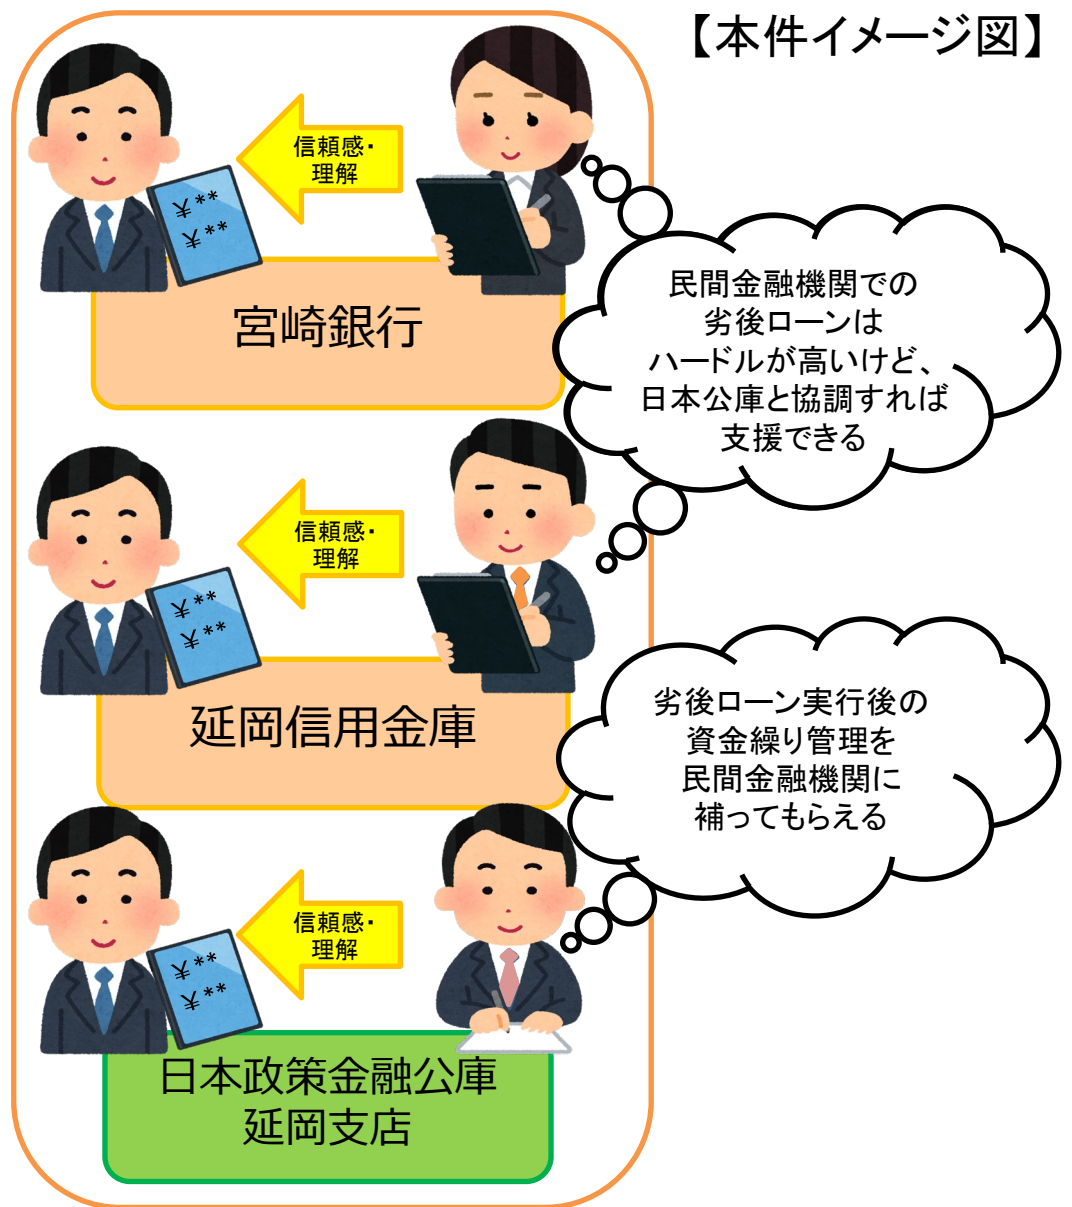 【本件イメージ図】
信頼感・
理解
¥**
¥**
宮崎銀行
民間金融機関での
劣後ローンは
ハードルが高いけど、
日本公庫と協調すれば
支援できる
信頼感・
理解
¥**
¥**
延岡信用金庫
劣後ローン実行後の
資金繰り管理を
民間金融機関に
補ってもらえる
信頼感・
理解
¥**
¥**
日本政策金融公庫
延岡支店